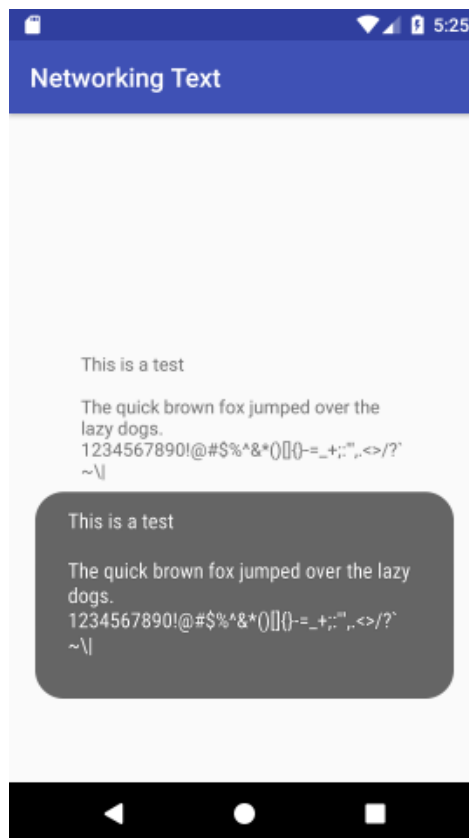 5:25
Networking Text
This is a test
The quick brown fox jumped over the
lazy dogs.
1234567890!@#$%^&*()[]{}-=_+;:'",.<>/?`
~\|
This is a test
The quick brown fox jumped over the lazy
dogs.
1234567890!@#$%^&*()[]{}-=_+;:'",.<>/?`
~\|